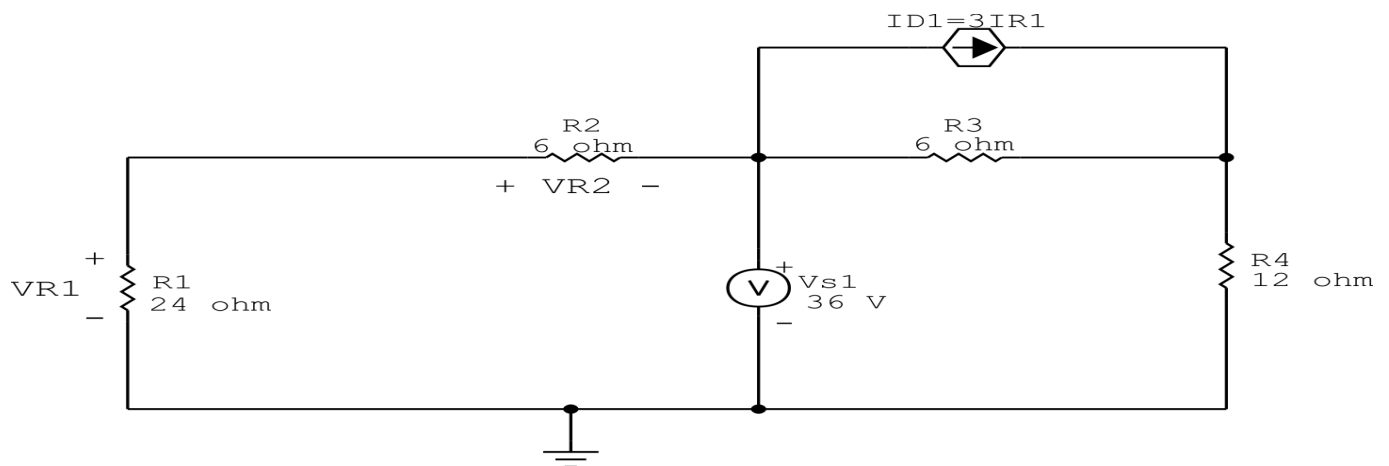 ID1=3IR1
R2
6 ohm
R3
6 ohm
+ VR2 -
+
VR1
-
R1
24 ohm
+
V
-
Vs1
36 V
R4
12 ohm